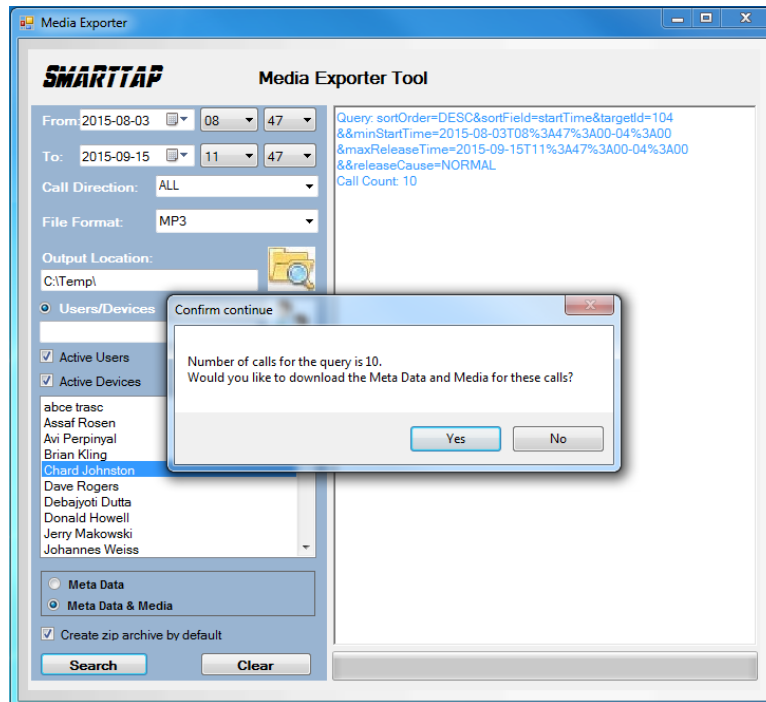 Media Exporter
SMARTTAP
Media Exporter Tool
From: 2015-08-03 08 47
To: 2015-09-15 11 47
Call Direction: ALL
File Format: MP3
Output Location:
C:\Temp\
Users/Devices
Active Users
Active Devices
abce trasc
Assaf Rosen
Avi Perpinyal
Brian Kling
Chard Johnston
Dave Rogers
Debajyoti Dutta
Donald Howell
Jerry Makowski
Johannes Weiss
Meta Data
Meta Data & Media
Create zip archive by default
Search Clear
Query: sortOrder=DESC&sortField=startTime&targetId=104
&&minStartTime=2015-08-03T08%3A47%3A00-04%3A00
&maxReleaseTime=2015-09-15T11%3A47%3A00-04%3A00
&&releaseCause=NORMAL
Call Count: 10
Confirm continue
Number of calls for the query is 10.
Would you like to download the Meta Data and Media for these calls?
Yes No